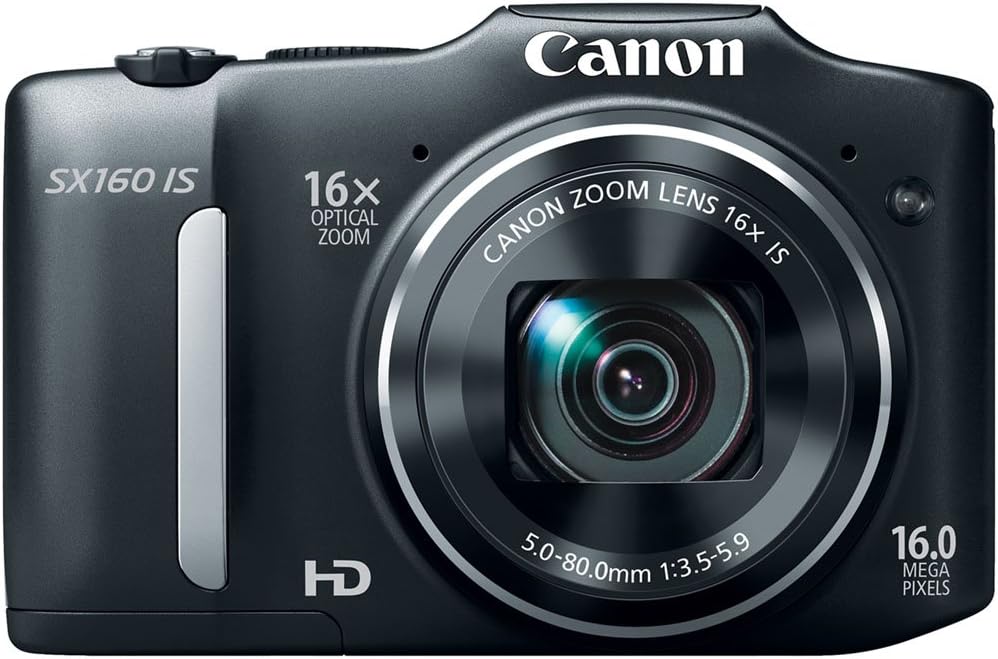 Canon
SX160 IS
16x
OPTICAL
ZOOM
CANON ZOOM LENS 16x IS
5.0-80.0mm 1:3.5-5.9
HD
16.0
MEGA
PIXELS